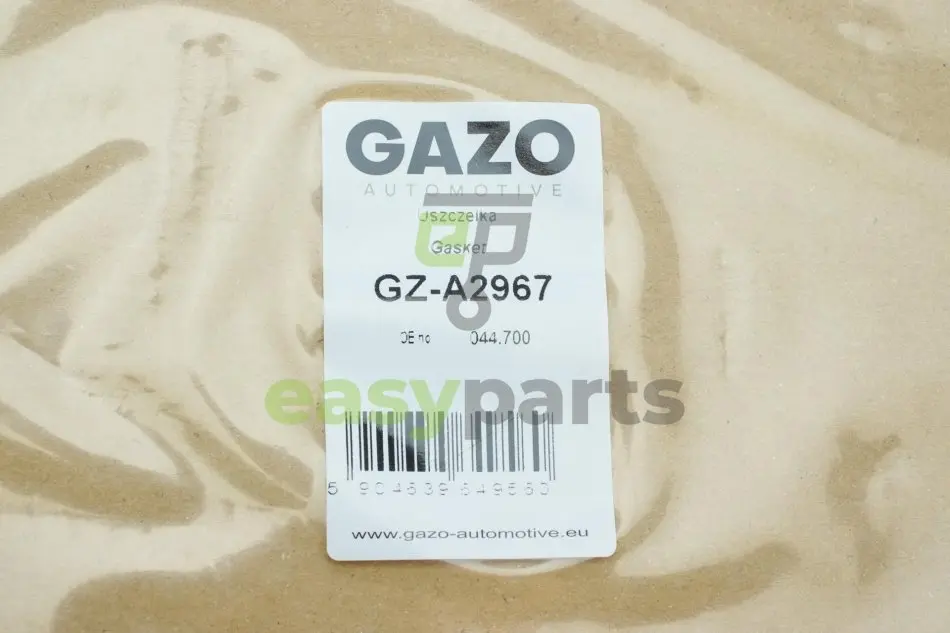 GAZO
AUTOMOTIVE
Uszczelka
Gasket
GZ-A2967
OE no 044.700
easyparts
www.gazo-automotive.eu